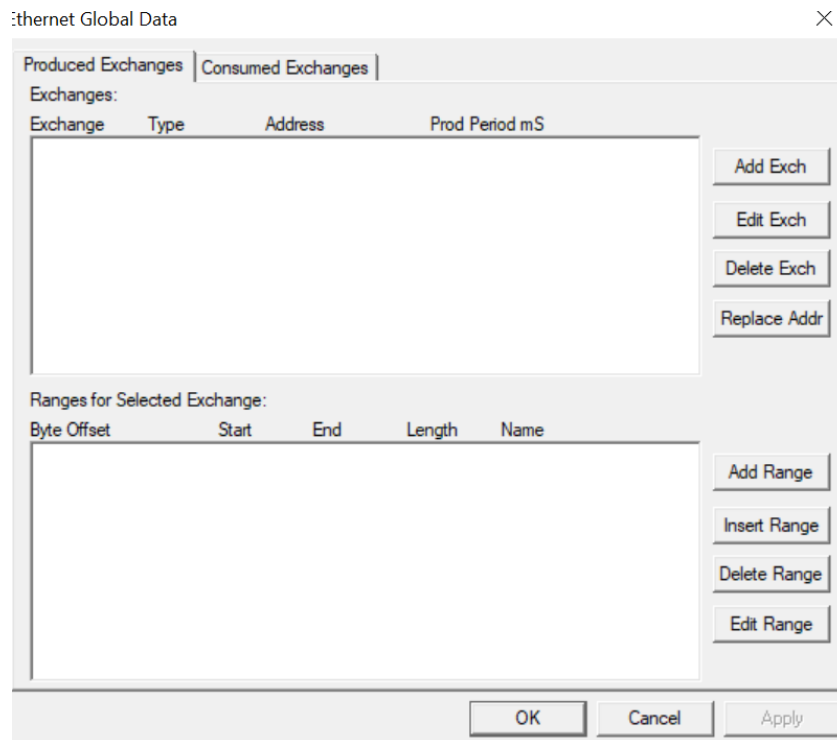 Ethernet Global Data
Produced Exchanges Consumed Exchanges
Exchanges:
Exchange Type Address Prod Period mS
Add Exch
Edit Exch
Delete Exch
Replace Addr
Ranges for Selected Exchange:
Byte Offset Start End Length Name
Add Range
Insert Range
Delete Range
Edit Range
OK Cancel Apply